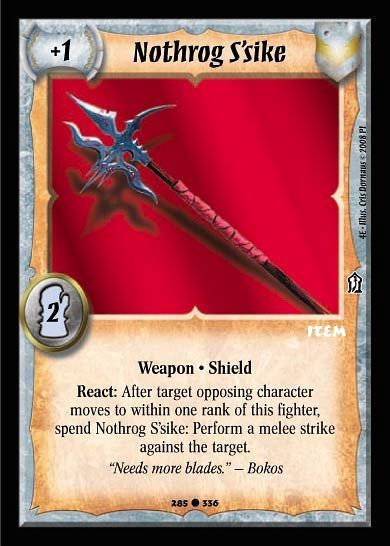 +1
Nothrog S'sike
4E • Illus. Cris Dornaus © 2008 PI
2
ITEM
Weapon • Shield
React: After target opposing character
moves to within one rank of this fighter,
spend Nothrog S'sike: Perform a melee strike
against the target.
“Needs more blades.” – Bokos
285 ● 336